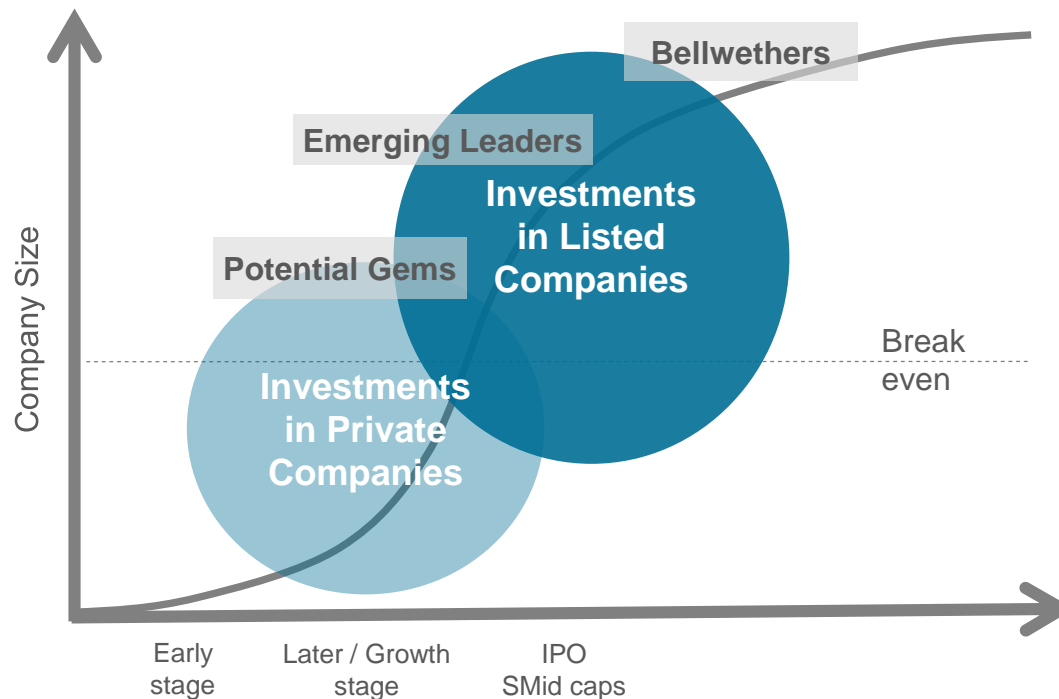 Bellwethers
Emerging Leaders
Investments
in Listed
Companies
Potential Gems
Company Size
Break
even
Investments
in Private
Companies
Early
stage
Later / Growth
stage
IPO
SMid caps